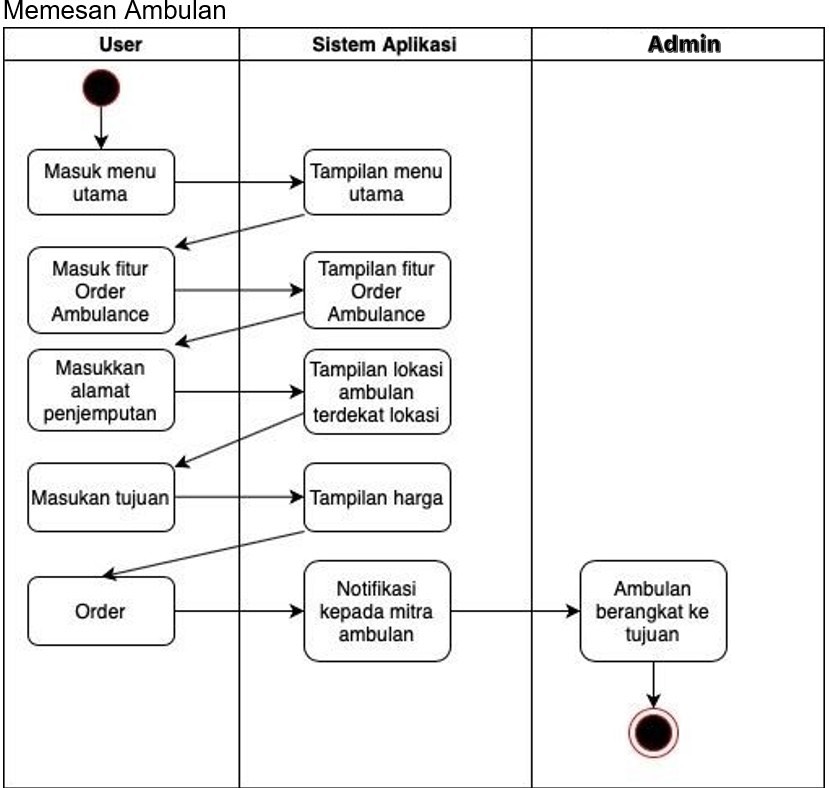 Memesan Ambulan
User
Sistem Aplikasi
Admin
Masuk menu
utama
Tampilan menu
utama
Masuk fitur
Order
Ambulance
Tampilan fitur
Order
Ambulance
Masukkan
alamat
penjemputan
Tampilan lokasi
ambulan
terdekat lokasi
Masukan tujuan
Tampilan harga
Order
Notifikasi
kepada mitra
ambulan
Ambulan
berangkat ke
tujuan